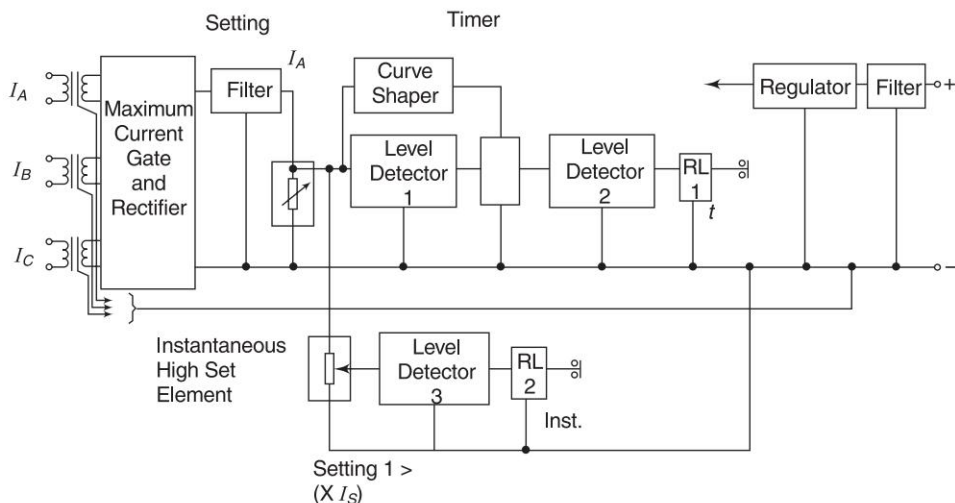 Setting
Timer
I_A
Maximum
Current
Gate
and
Rectifier
Filter
I_A
Curve
Shaper
Level
Detector
1
Level
Detector
2
RL
1
t
Regulator
Filter
+
I_B
I_C
−
Instantaneous
High Set
Element
Level
Detector
3
RL
2
Inst.
Setting 1 >
(X I_S)